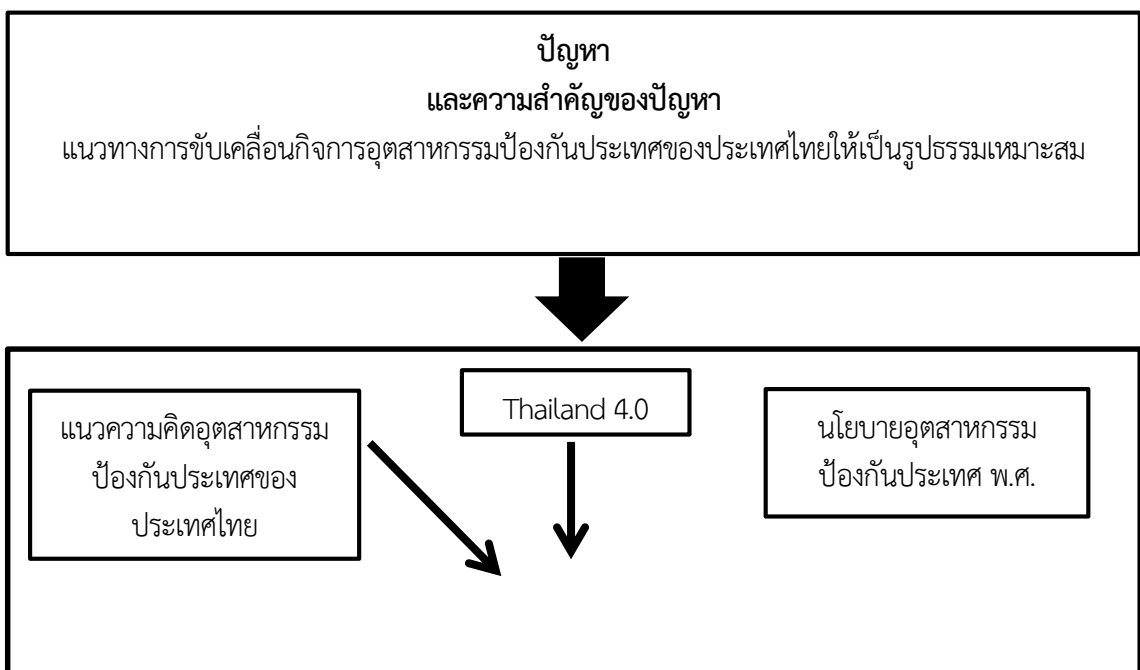 ปัญหา
และความสำคัญของปัญหา
แนวทางการขับเคลื่อนกิจการอุตสาหกรรมป้องกันประเทศของประเทศไทยให้เป็นรูปธรรมเหมาะสม
แนวความคิดอุตสาหกรรม
ป้องกันประเทศของ
ประเทศไทย
Thailand 4.0
นโยบายอุตสาหกรรม
ป้องกันประเทศ พ.ศ.